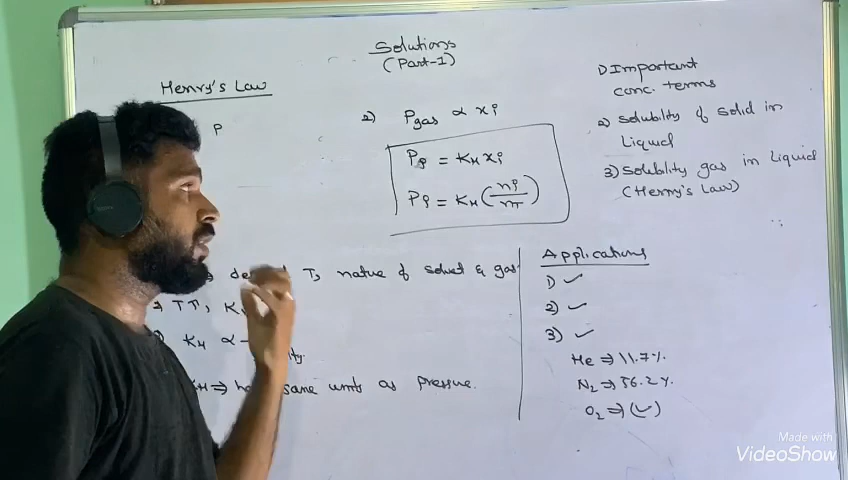 Solutions
(Part-1)
Henry's Law
P
2) Pgas ∝ xi
Pi = KH xi
Pi = KH (ni/nT)
1) Important
conc. terms
2) solubility of solid in
Liquid
3) solubility gas in Liquid
(Henry's Law)
T, nature of solvent & gas
T↑,
KH ∝
KH ⇒ same units as pressure.
Applications
1) ✓
2) ✓
3) ✓
He ⇒ 11.7%.
N2 ⇒ 56.2%.
O2 ⇒ (✓)
Made with
VideoShow